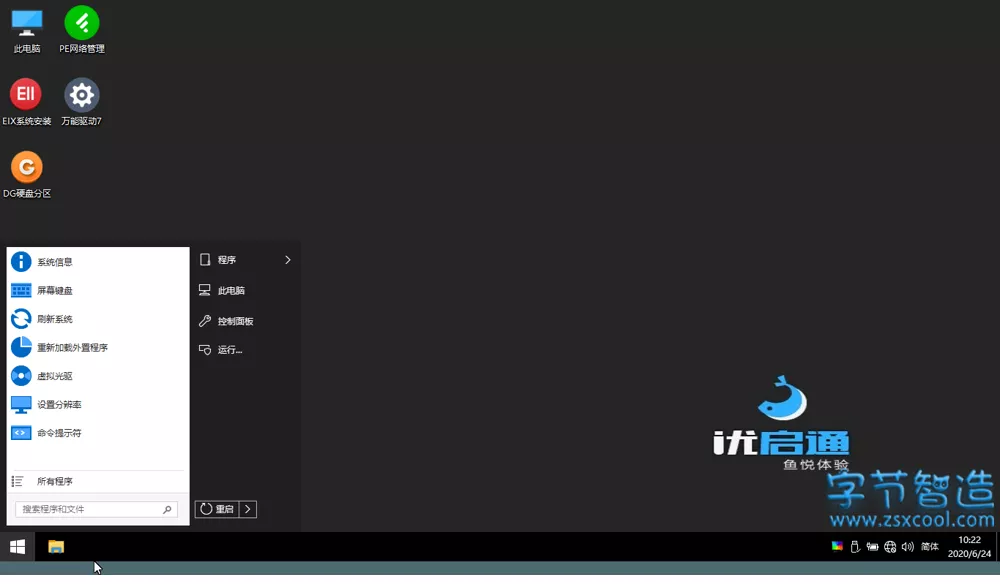 此电脑
PE网络管理
EII
EIX系统安装
万能驱动7
G
DG硬盘分区
系统信息
屏幕键盘
刷新系统
重新加载外置程序
虚拟光驱
设置分辨率
命令提示符
所有程序
搜索程序和文件
程序
此电脑
控制面板
运行...
重启
优启通
鱼悦体验
字节智造
www.zsxcool.com
简体
10:22
2020/6/24